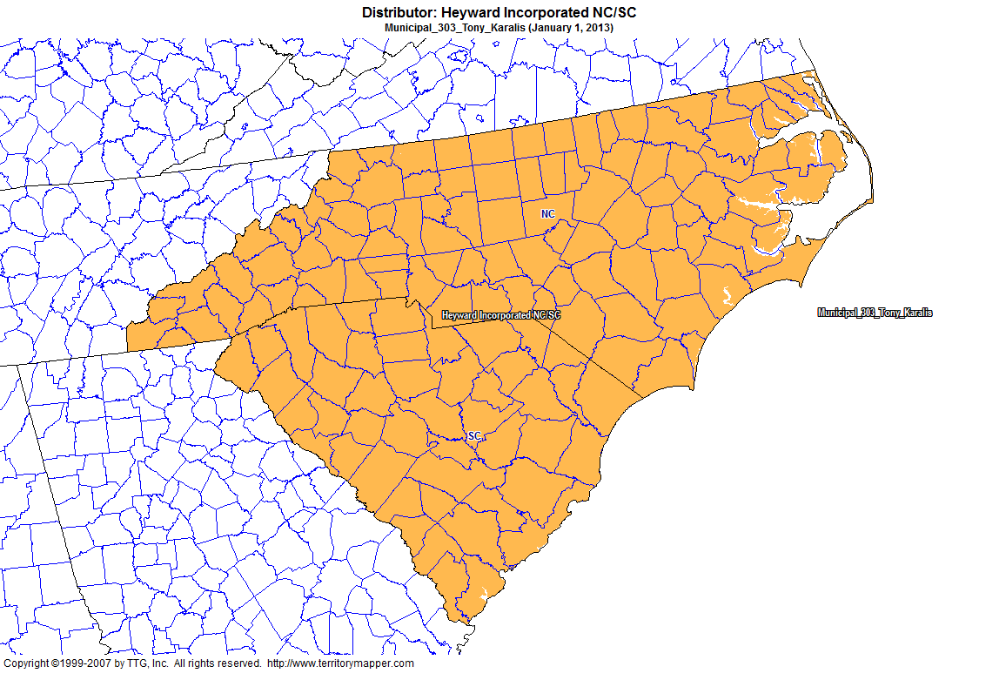 Distributor: Heyward Incorporated NC/SC
Municipal_303_Tony_Karalis (January 1, 2013)
NC
Heyward Incorporated NC/SC
Municipal_303_Tony_Karalis
SC
Copyright ©1999-2007 by TTG, Inc. All rights reserved. http://www.territorymapper.com